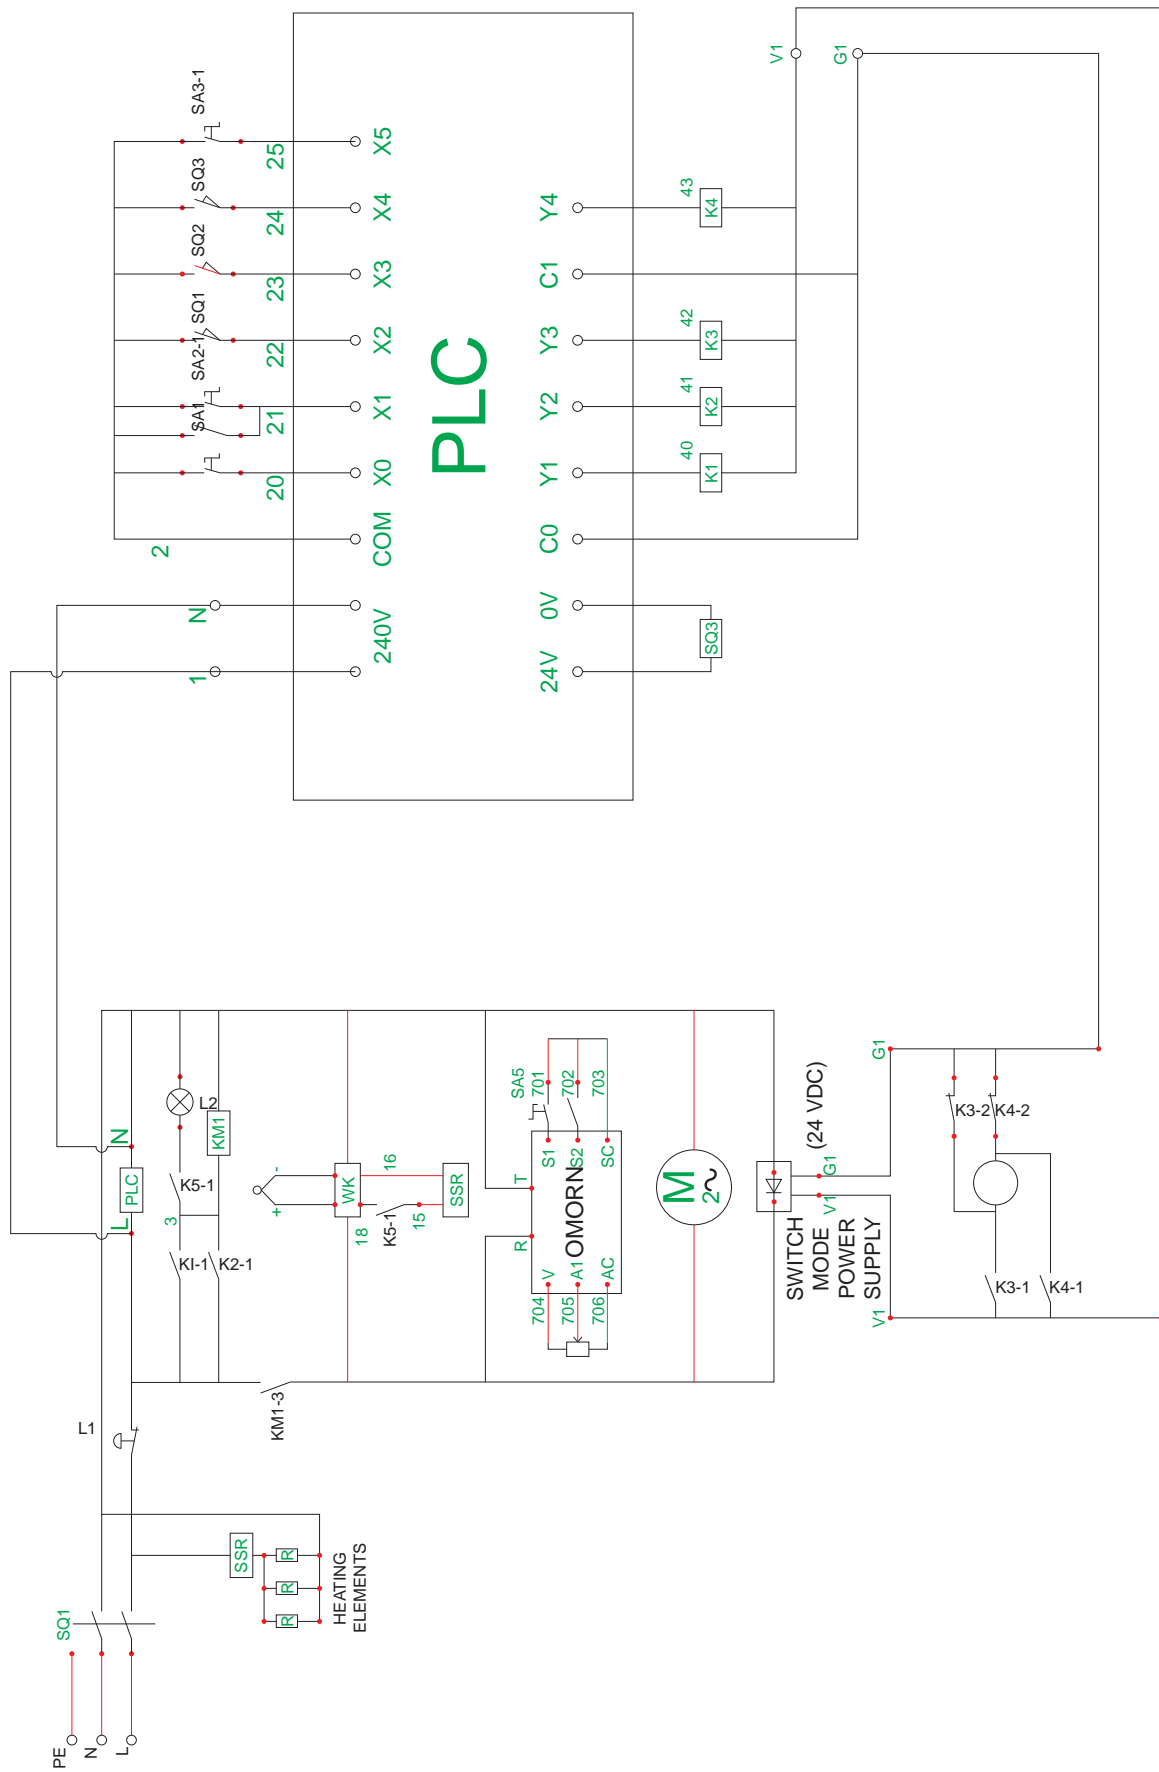 PE
N
L
SQ1
SSR
R
R
R
HEATING
ELEMENTS
L1
L
PLC
N
3
KI-1
K2-1
K5-1
L2
KM1
KM1-3
+
-
WK
18
16
K5-1
15
SSR
R
T
OMORN
V
A1
AC
704
705
706
S1
S2
SC
SA5
701
702
703
M
2~
SWITCH
MODE
POWER
SUPPLY
(24 VDC)
V1
G1
V1
G1
K3-1
K4-1
K3-2
K4-2
1
N
2
20
21
22
23
24
25
SA1
SA2-1
SQ1
SQ2
SQ3
SA3-1
240V
COM
X0
X1
X2
X3
X4
X5
PLC
24V
0V
C0
Y1
Y2
Y3
C1
Y4
SQ3
40
41
42
43
K1
K2
K3
K4
V1
G1